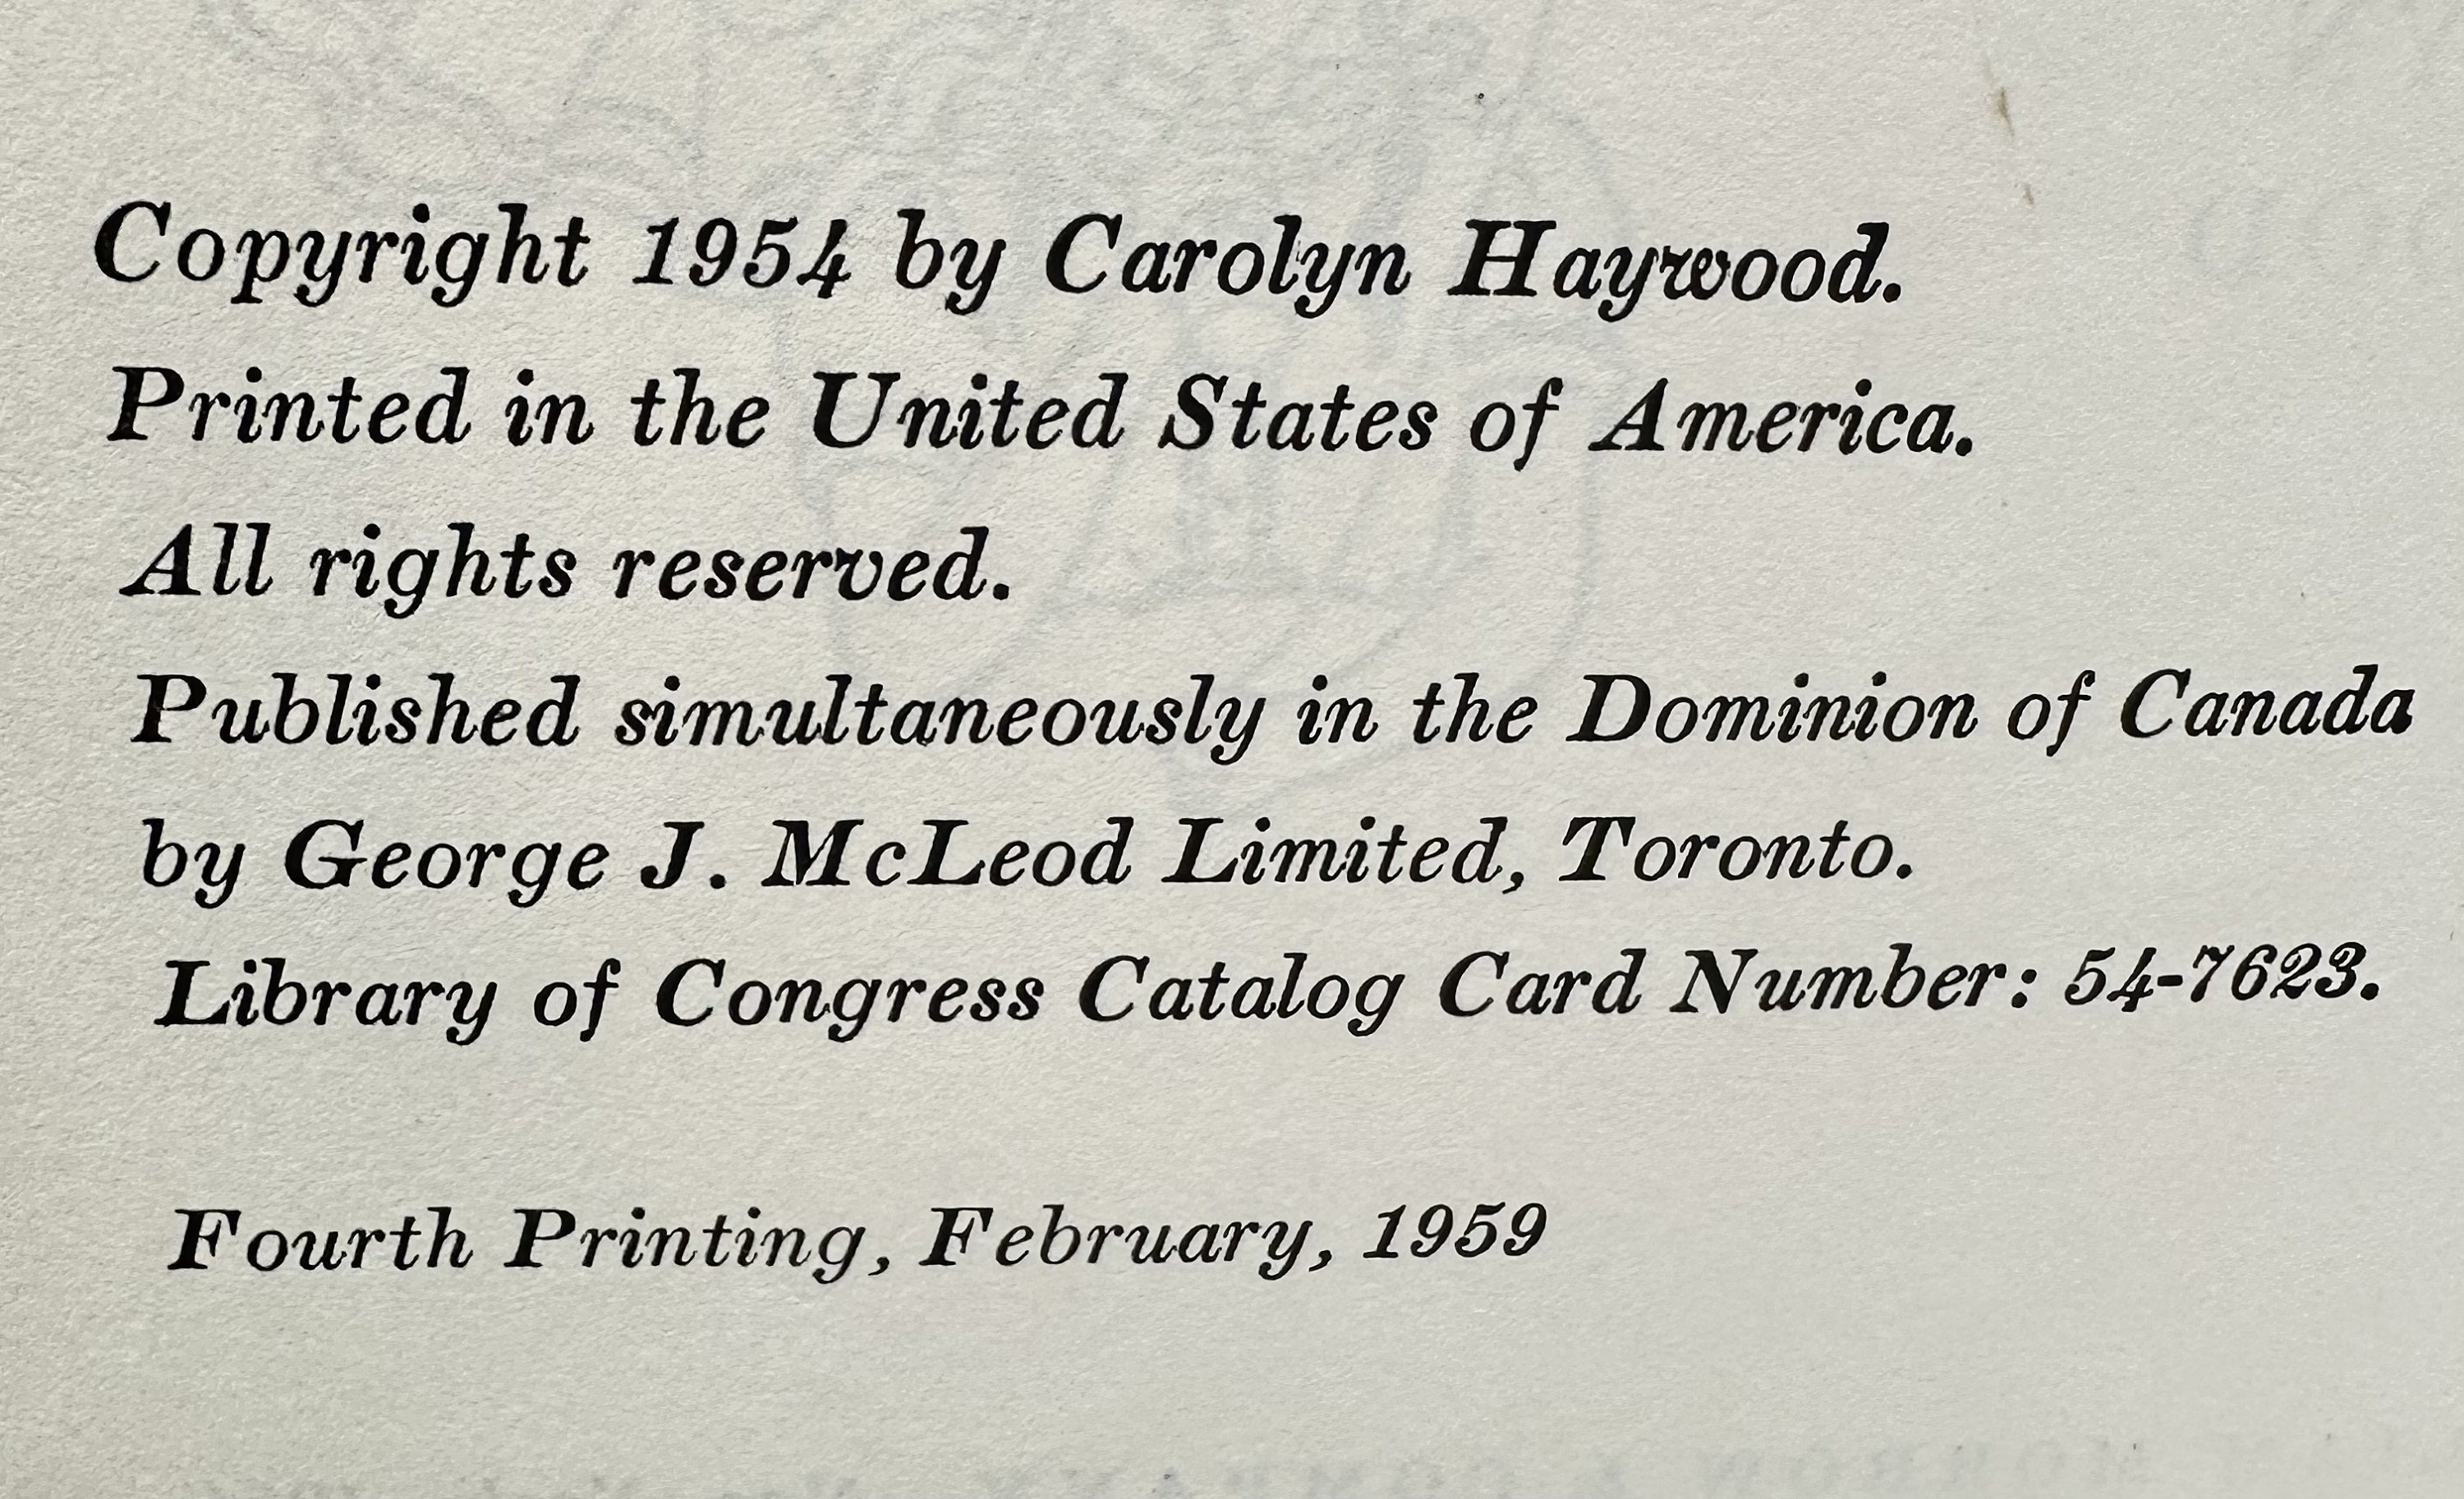 Copyright 1954 by Carolyn Haywood.
Printed in the United States of America.
All rights reserved.
Published simultaneously in the Dominion of Canada
by George J. McLeod Limited, Toronto.
Library of Congress Catalog Card Number: 54-7623.
Fourth Printing, February, 1959